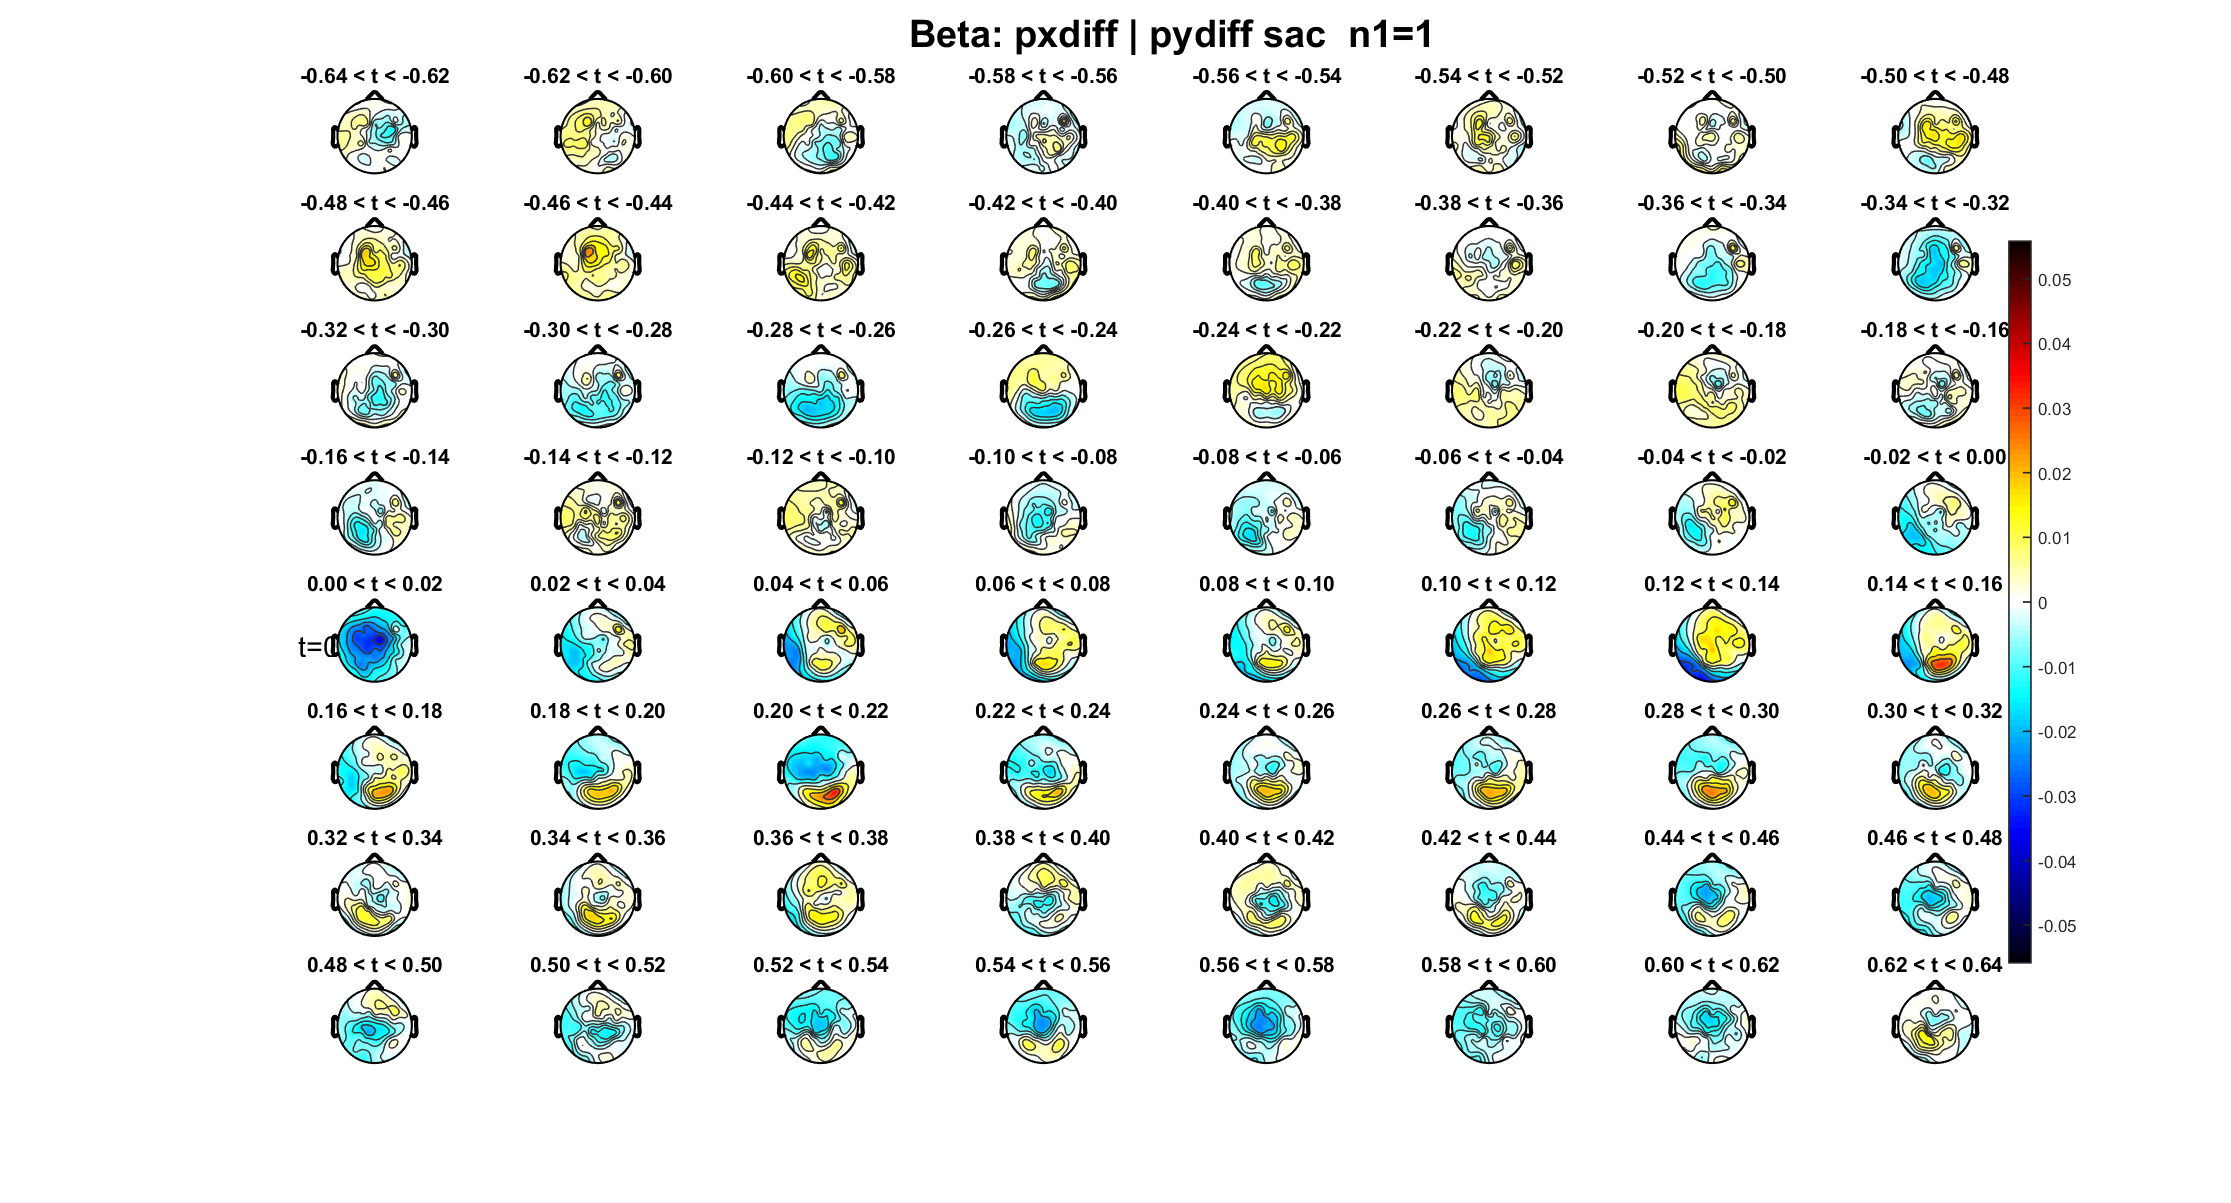 Beta: pxdiff | pydiff sac  n1=1
-0.64 < t < -0.62
-0.62 < t < -0.60
-0.60 < t < -0.58
-0.58 < t < -0.56
-0.56 < t < -0.54
-0.54 < t < -0.52
-0.52 < t < -0.50
-0.50 < t < -0.48
-0.48 < t < -0.46
-0.46 < t < -0.44
-0.44 < t < -0.42
-0.42 < t < -0.40
-0.40 < t < -0.38
-0.38 < t < -0.36
-0.36 < t < -0.34
-0.34 < t < -0.32
-0.32 < t < -0.30
-0.30 < t < -0.28
-0.28 < t < -0.26
-0.26 < t < -0.24
-0.24 < t < -0.22
-0.22 < t < -0.20
-0.20 < t < -0.18
-0.18 < t < -0.16
-0.16 < t < -0.14
-0.14 < t < -0.12
-0.12 < t < -0.10
-0.10 < t < -0.08
-0.08 < t < -0.06
-0.06 < t < -0.04
-0.04 < t < -0.02
-0.02 < t < 0.00
0.00 < t < 0.02
0.02 < t < 0.04
0.04 < t < 0.06
0.06 < t < 0.08
0.08 < t < 0.10
0.10 < t < 0.12
0.12 < t < 0.14
0.14 < t < 0.16
t=0
0.16 < t < 0.18
0.18 < t < 0.20
0.20 < t < 0.22
0.22 < t < 0.24
0.24 < t < 0.26
0.26 < t < 0.28
0.28 < t < 0.30
0.30 < t < 0.32
0.32 < t < 0.34
0.34 < t < 0.36
0.36 < t < 0.38
0.38 < t < 0.40
0.40 < t < 0.42
0.42 < t < 0.44
0.44 < t < 0.46
0.46 < t < 0.48
0.48 < t < 0.50
0.50 < t < 0.52
0.52 < t < 0.54
0.54 < t < 0.56
0.56 < t < 0.58
0.58 < t < 0.60
0.60 < t < 0.62
0.62 < t < 0.64
0.05
0.04
0.03
0.02
0.01
0
-0.01
-0.02
-0.03
-0.04
-0.05